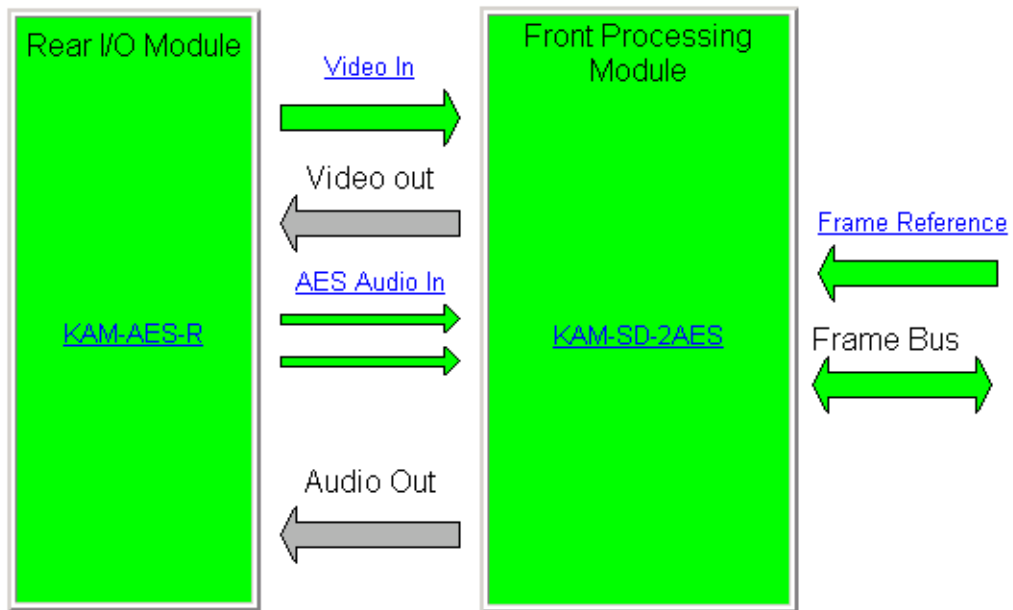 Rear I/O Module
KAM-AES-R
Video In
Video out
AES Audio In
Audio Out
Front Processing
Module
KAM-SD-2AES
Frame Reference
Frame Bus